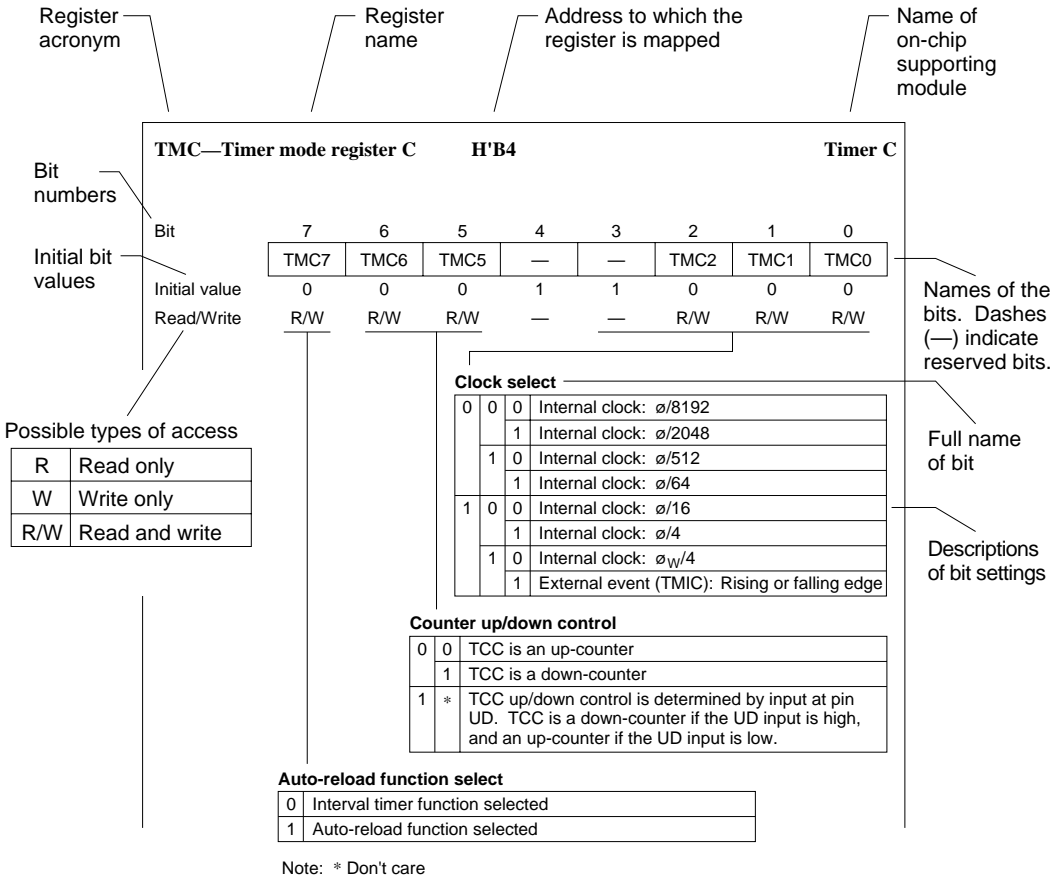 Register
acronym
Register
name
Address to which the
register is mapped
Name of
on-chip
supporting
module
TMC—Timer mode register C H'B4 Timer C
Bit
numbers
Bit 7 6 5 4 3 2 1 0
Initial bit
values
TMC7 TMC6 TMC5 — — TMC2 TMC1 TMC0
Initial value 0 0 0 1 1 0 0 0
Read/Write R/W R/W R/W — — R/W R/W R/W
Names of the
bits. Dashes
(—) indicate
reserved bits.
Clock select
0 0 0 Internal clock: ø/8192
1 Internal clock: ø/2048
1 0 Internal clock: ø/512
1 Internal clock: ø/64
1 0 0 Internal clock: ø/16
1 Internal clock: ø/4
1 0 Internal clock: øW/4
1 External event (TMIC): Rising or falling edge
Full name
of bit
Descriptions
of bit settings
Possible types of access
R Read only
W Write only
R/W Read and write
Counter up/down control
0 0 TCC is an up-counter
1 TCC is a down-counter
1 * TCC up/down control is determined by input at pin
UD. TCC is a down-counter if the UD input is high,
and an up-counter if the UD input is low.
Auto-reload function select
0 Interval timer function selected
1 Auto-reload function selected
Note: * Don't care